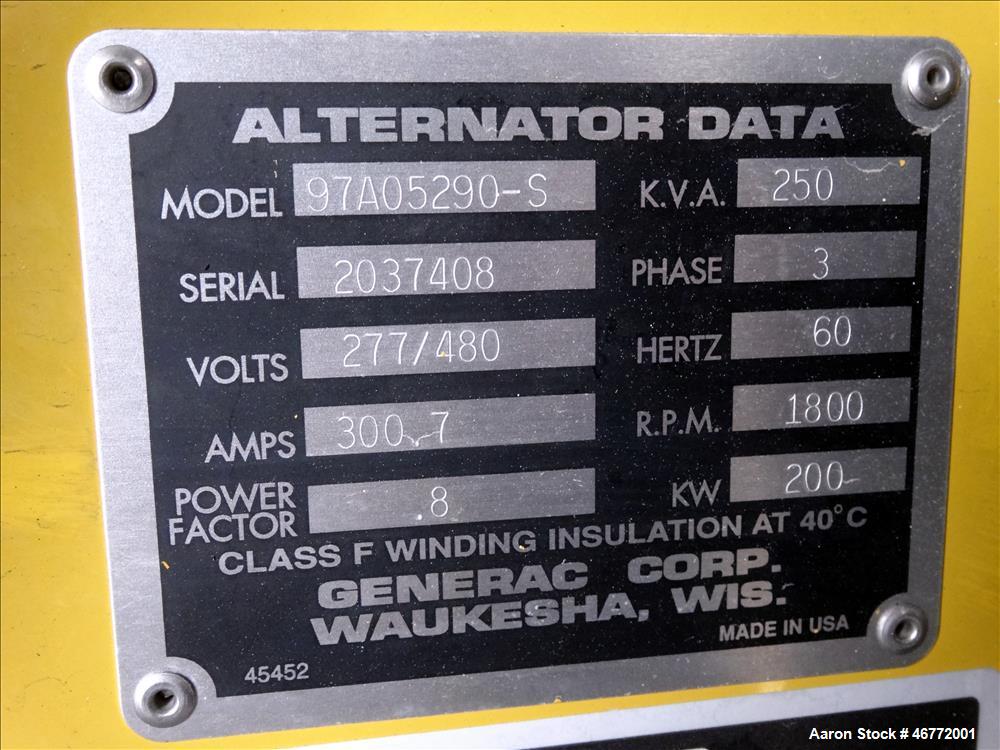 ALTERNATOR DATA
MODEL 97A05290-S K.V.A. 250
SERIAL 2037408 PHASE 3
VOLTS 277/480 HERTZ 60
AMPS 300.7 R.P.M. 1800
POWER FACTOR .8 KW 200
CLASS F WINDING INSULATION AT 40°C
GENERAC CORP.
WAUKESHA, WIS.
MADE IN USA
45452
Aaron Stock # 46772001